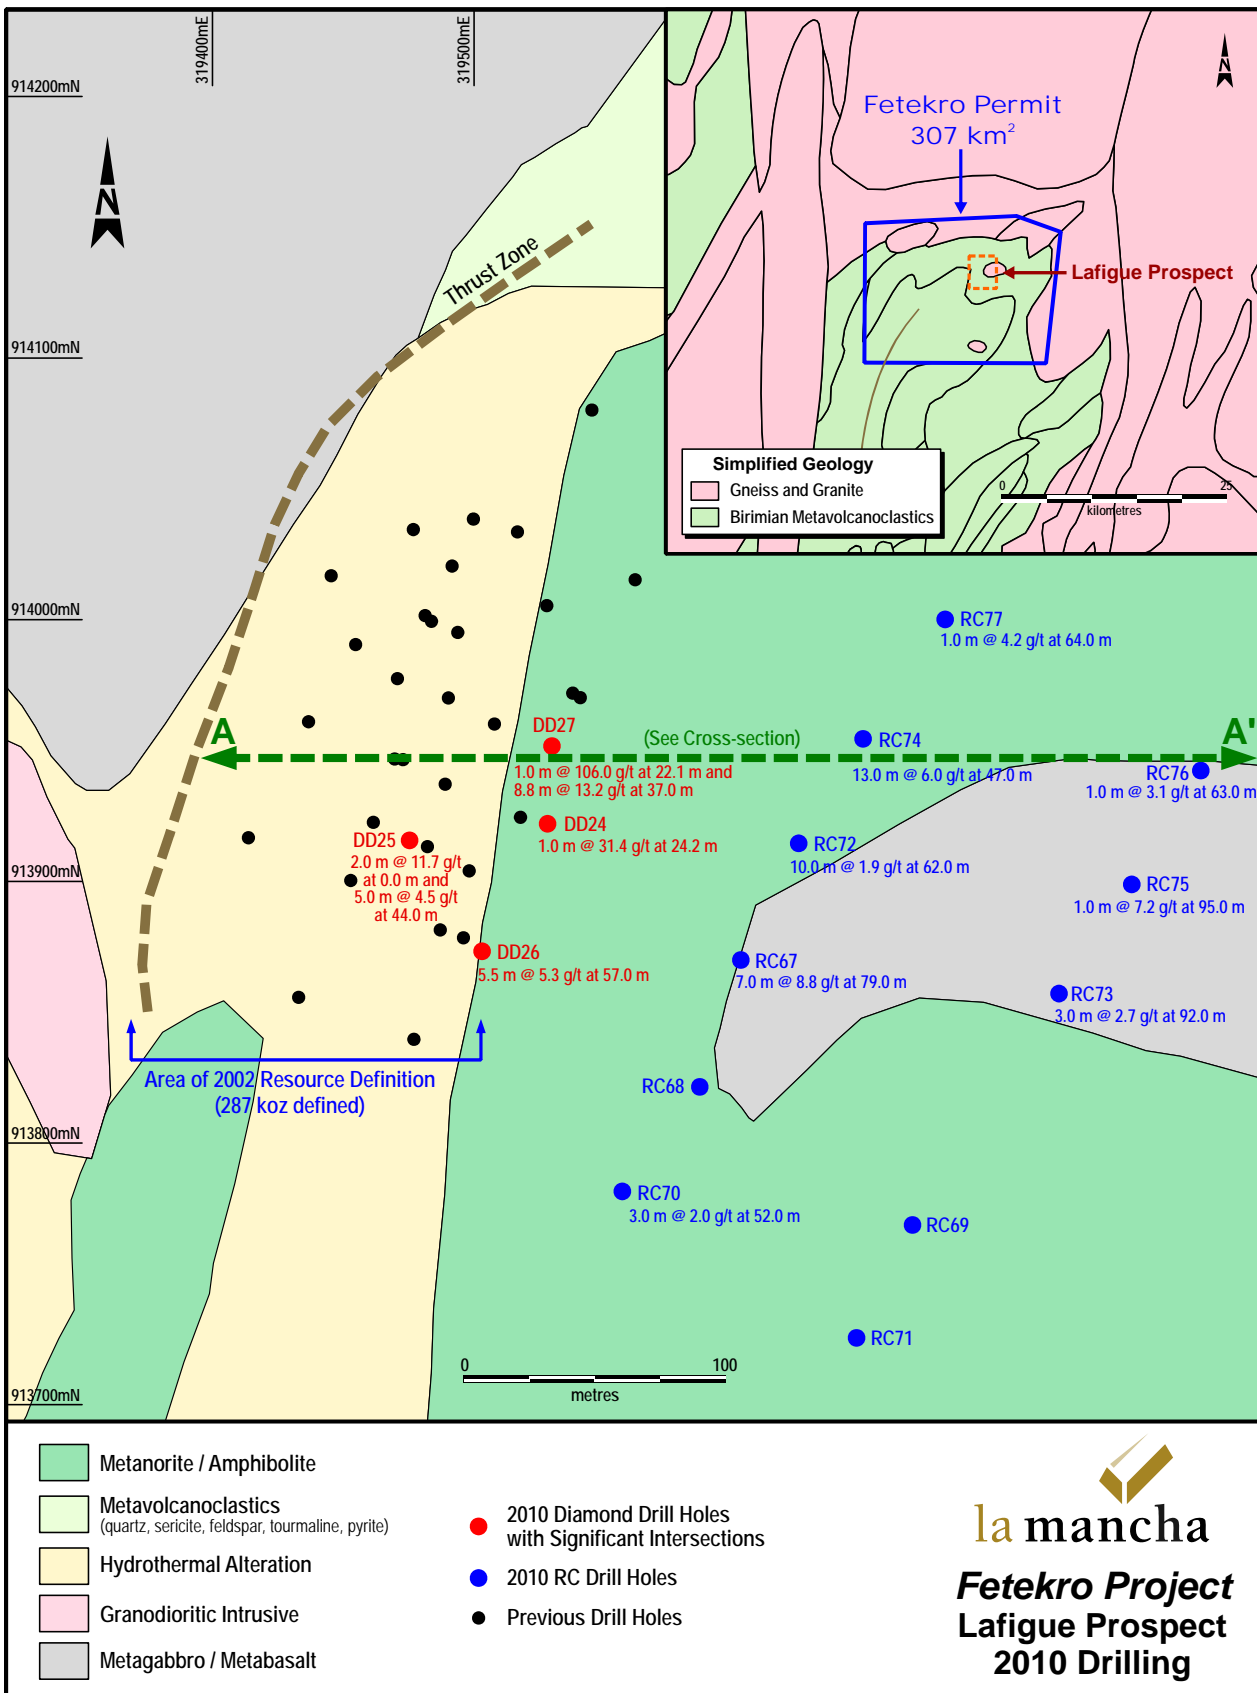 319400mE
319500mE
914200mN
914100mN
914000mN
913900mN
913800mN
913700mN
N
N
Fetekro Permit
307 km²
Lafigue Prospect
Simplified Geology
Gneiss and Granite
Birimian Metavolcanoclastics
0 25
kilometres
Thrust Zone
RC77
1.0 m @ 4.2 g/t at 64.0 m
A
A'
(See Cross-section)
DD27
1.0 m @ 106.0 g/t at 22.1 m and
8.8 m @ 13.2 g/t at 37.0 m
RC74
13.0 m @ 6.0 g/t at 47.0 m
RC76
1.0 m @ 3.1 g/t at 63.0 m
DD24
1.0 m @ 31.4 g/t at 24.2 m
DD25
2.0 m @ 11.7 g/t
at 0.0 m and
5.0 m @ 4.5 g/t
at 44.0 m
RC72
10.0 m @ 1.9 g/t at 62.0 m
RC75
1.0 m @ 7.2 g/t at 95.0 m
DD26
5.5 m @ 5.3 g/t at 57.0 m
RC67
7.0 m @ 8.8 g/t at 79.0 m
RC73
3.0 m @ 2.7 g/t at 92.0 m
Area of 2002 Resource Definition
(287 koz defined)
RC68
RC70
3.0 m @ 2.0 g/t at 52.0 m
RC69
RC71
0 100
metres
Metanorite / Amphibolite
Metavolcanoclastics
(quartz, sericite, feldspar, tourmaline, pyrite)
Hydrothermal Alteration
Granodioritic Intrusive
Metagabbro / Metabasalt
2010 Diamond Drill Holes
with Significant Intersections
2010 RC Drill Holes
Previous Drill Holes
la mancha
Fetekro Project
Lafigue Prospect
2010 Drilling